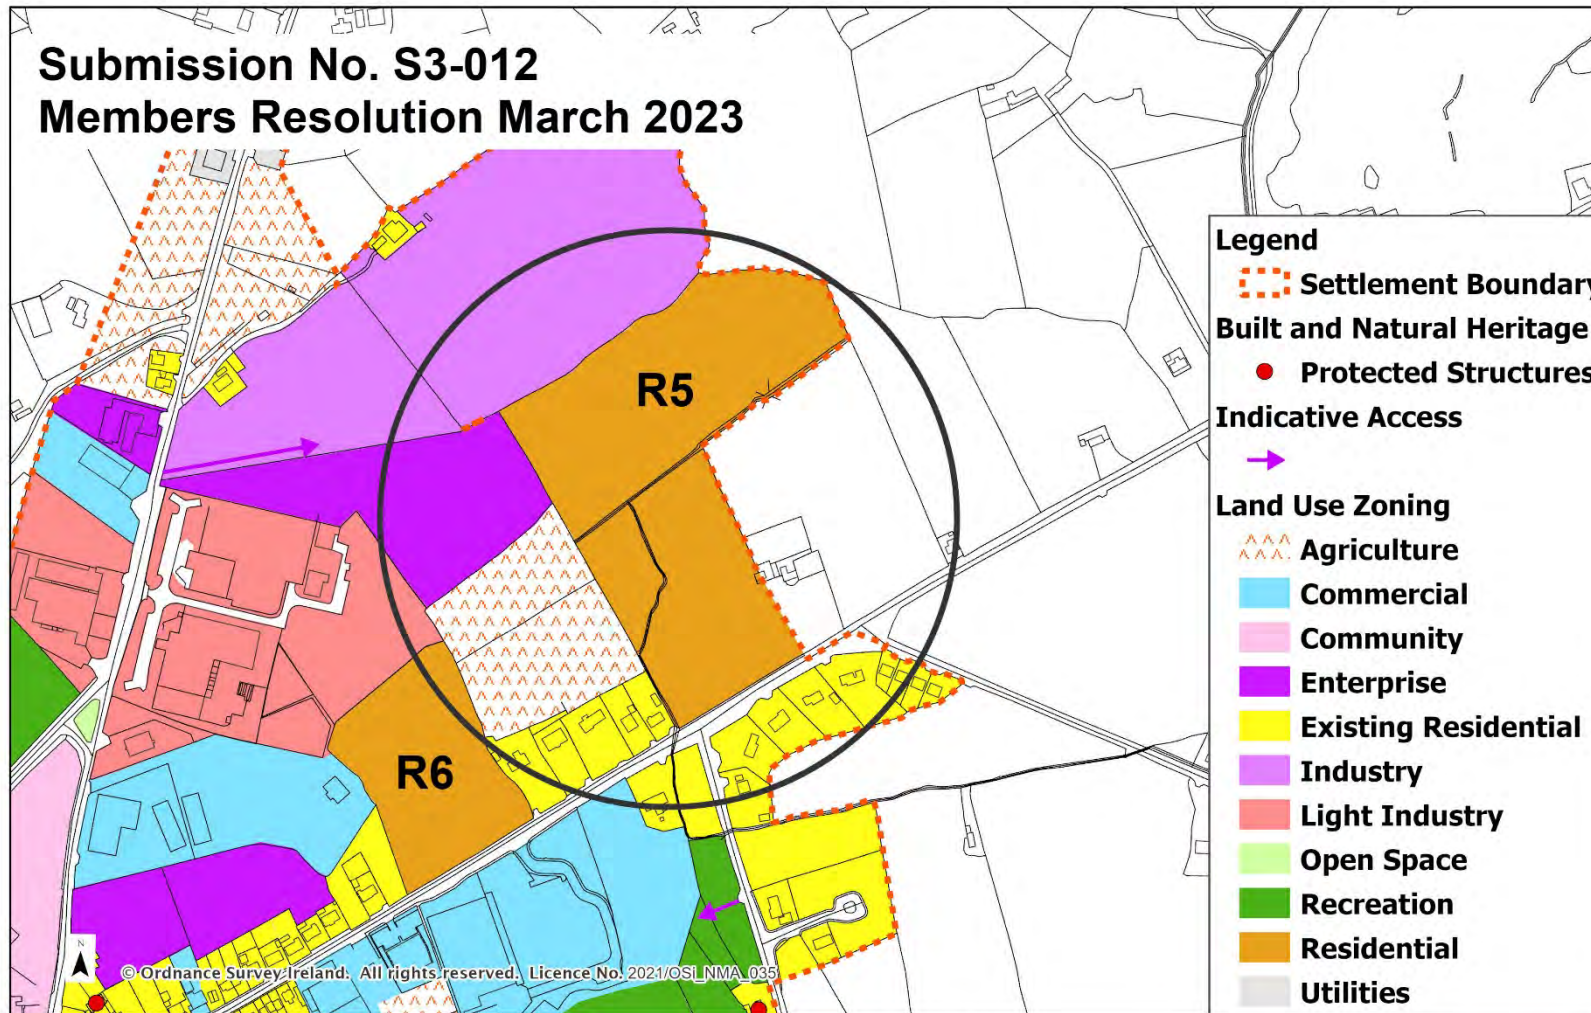 Submission No. S3-012
Members Resolution March 2023
R5
R6
Legend
Settlement Boundary
Built and Natural Heritage
Protected Structures
Indicative Access
Land Use Zoning
Agriculture
Commercial
Community
Enterprise
Existing Residential
Industry
Light Industry
Open Space
Recreation
Residential
Utilities
N
© Ordnance Survey Ireland. All rights reserved. Licence No. 2021/OSi_NMA_035